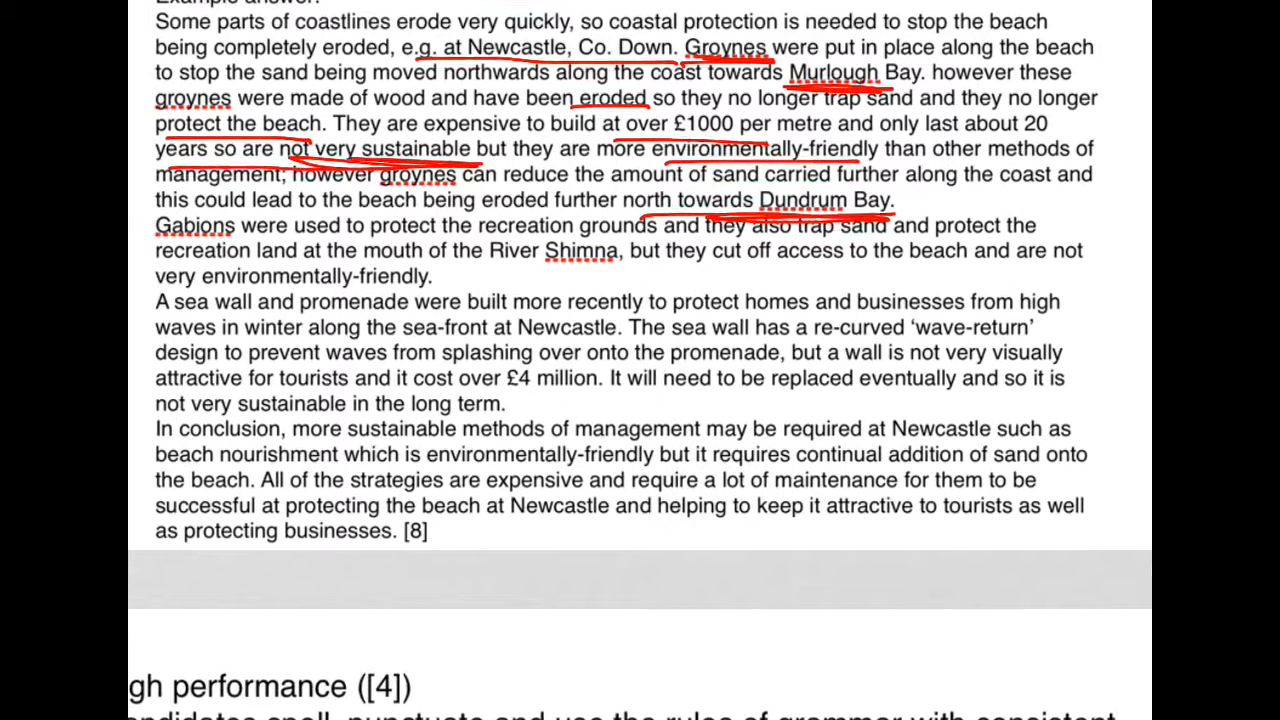 Example answer:
Some parts of coastlines erode very quickly, so coastal protection is needed to stop the beach
being completely eroded, e.g. at Newcastle, Co. Down. Groynes were put in place along the beach
to stop the sand being moved northwards along the coast towards Murlough Bay. however these
groynes were made of wood and have been eroded so they no longer trap sand and they no longer
protect the beach. They are expensive to build at over £1000 per metre and only last about 20
years so are not very sustainable but they are more environmentally-friendly than other methods of
management; however groynes can reduce the amount of sand carried further along the coast and
this could lead to the beach being eroded further north towards Dundrum Bay.
Gabions were used to protect the recreation grounds and they also trap sand and protect the
recreation land at the mouth of the River Shimna, but they cut off access to the beach and are not
very environmentally-friendly.
A sea wall and promenade were built more recently to protect homes and businesses from high
waves in winter along the sea-front at Newcastle. The sea wall has a re-curved ‘wave-return’
design to prevent waves from splashing over onto the promenade, but a wall is not very visually
attractive for tourists and it cost over £4 million. It will need to be replaced eventually and so it is
not very sustainable in the long term.
In conclusion, more sustainable methods of management may be required at Newcastle such as
beach nourishment which is environmentally-friendly but it requires continual addition of sand onto
the beach. All of the strategies are expensive and require a lot of maintenance for them to be
successful at protecting the beach at Newcastle and helping to keep it attractive to tourists as well
as protecting businesses. [8]
gh performance ([4])
andidates spell, punctuate and use the rules of grammar with consistent